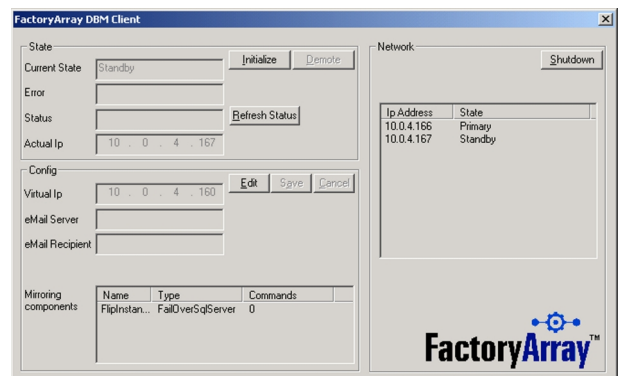 FactoryArray DBM Client
State
Current State Standby
Initialize Demote
Error
Status
Refresh Status
Actual Ip 10 . 0 . 4 . 167
Config
Virtual Ip 10 . 0 . 4 . 160
Edit Save Cancel
eMail Server
eMail Recipient
Mirroring components
Name Type Commands
FlipInstan... FailOverSqlServer 0
Network
Shutdown
Ip Address State
10.0.4.166 Primary
10.0.4.167 Standby
FactoryArray™